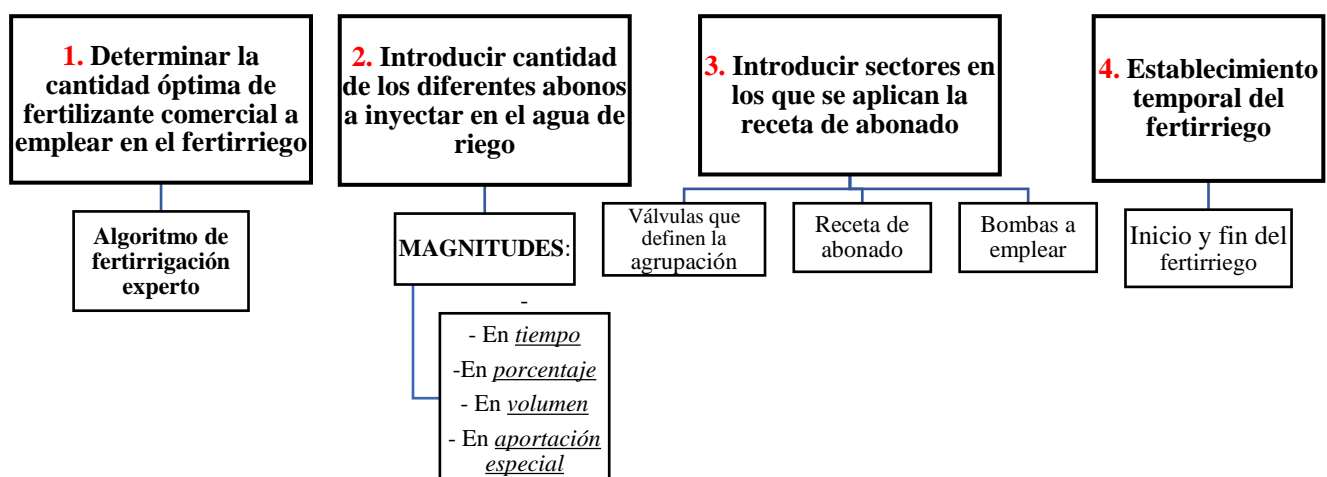 1. Determinar la
cantidad óptima de
fertilizante comercial a
emplear en el fertirriego
Algoritmo de
fertirrigación
experto
2. Introducir cantidad
de los diferentes abonos
a inyectar en el agua de
riego
MAGNITUDES:
-
- En tiempo
-En porcentaje
- En volumen
- En aportación
especial
3. Introducir sectores en
los que se aplican la
receta de abonado
Válvulas que
definen la
agrupación
Receta de
abonado
Bombas a
emplear
4. Establecimiento
temporal del
fertirriego
Inicio y fin del
fertirriego